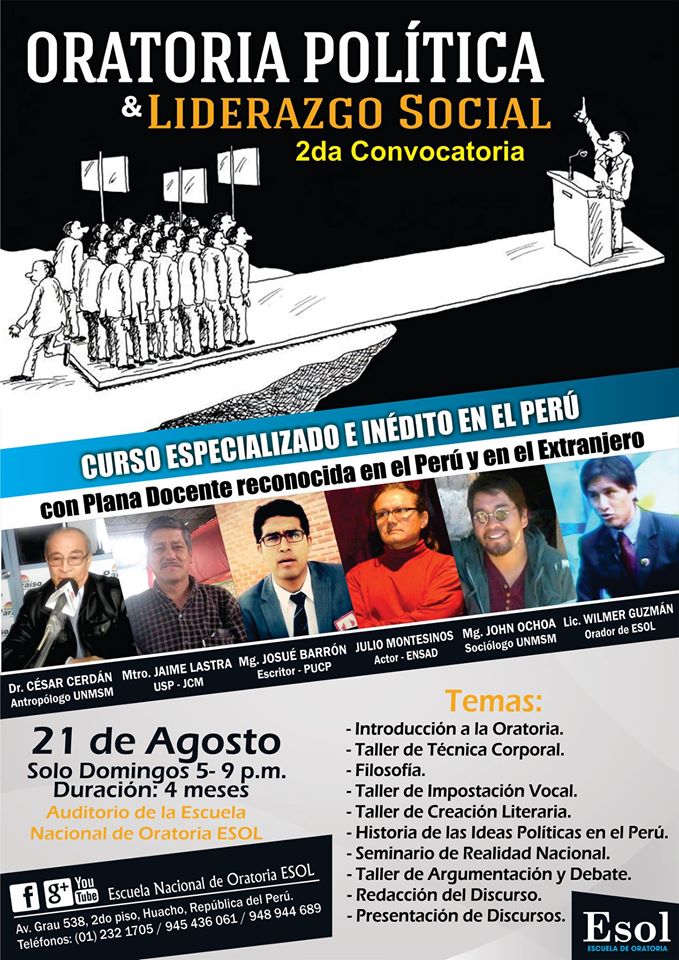 ORATORIA POLÍTICA
& LIDERAZGO SOCIAL
2da Convocatoria
CURSO ESPECIALIZADO E INÉDITO EN EL PERÚ
con Plana Docente reconocida en el Perú y en el Extranjero
Dr. CÉSAR CERDÁN
Antropólogo UNMSM
Mtro. JAIME LASTRA
USP - JCM
Mg. JOSUÉ BARRÓN
Escritor - PUCP
JULIO MONTESINOS
Actor - ENSAD
Mg. JOHN OCHOA
Sociólogo UNMSM
Lic. WILMER GUZMÁN
Orador de ESOL
21 de Agosto
Solo Domingos 5- 9 p.m.
Duración: 4 meses
Auditorio de la Escuela
Nacional de Oratoria ESOL
Temas:
- Introducción a la Oratoria.
- Taller de Técnica Corporal.
- Filosofía.
- Taller de Impostación Vocal.
- Taller de Creación Literaria.
- Historia de las Ideas Políticas en el Perú.
- Seminario de Realidad Nacional.
- Taller de Argumentación y Debate.
- Redacción del Discurso.
- Presentación de Discursos.
f g+ You Tube Escuela Nacional de Oratoria ESOL
Av. Grau 538, 2do piso, Huacho, República del Perú.
Teléfonos: (01) 232 1705 / 945 436 061 / 948 944 689
Esol
ESCUELA DE ORATORIA